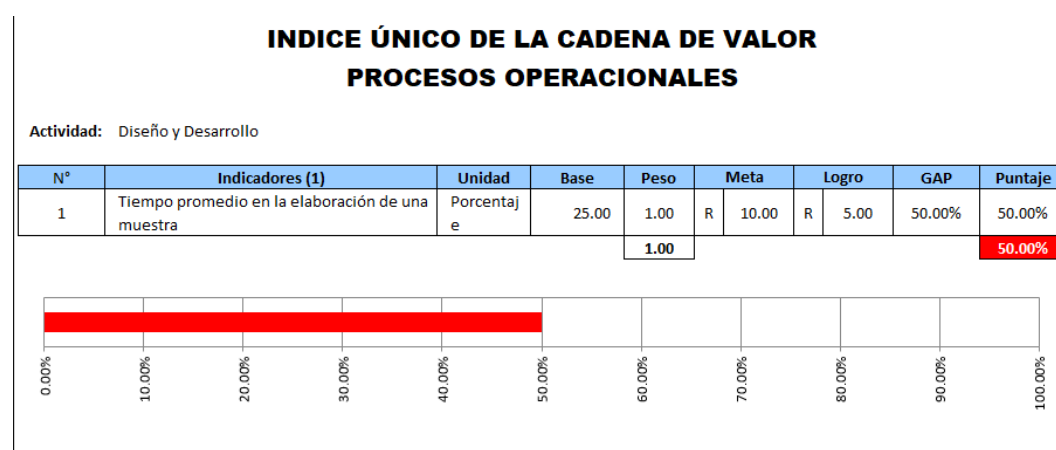 INDICE ÚNICO DE LA CADENA DE VALOR
PROCESOS OPERACIONALES
Actividad: Diseño y Desarrollo
N° Indicadores (1) Unidad Base Peso Meta Logro GAP Puntaje
1 Tiempo promedio en la elaboración de una muestra Porcentaje 25.00 1.00 R 10.00 R 5.00 50.00% 50.00%
1.00 50.00%
0.00% 10.00% 20.00% 30.00% 40.00% 50.00% 60.00% 70.00% 80.00% 90.00% 100.00%